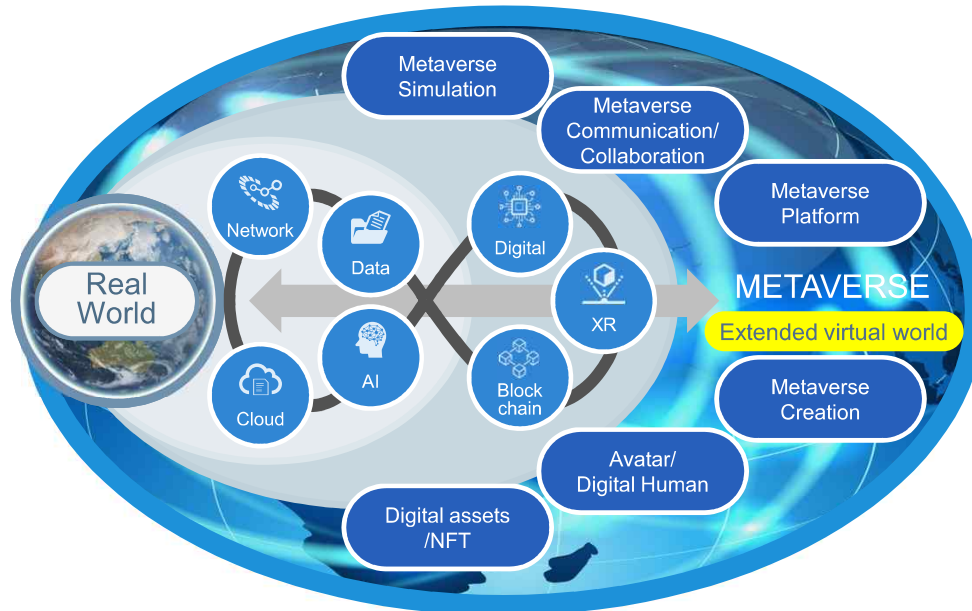 Metaverse
Simulation
Metaverse
Communication/
Collaboration
Metaverse
Platform
Network
Data
Digital
Real
World
METAVERSE
Extended virtual world
XR
AI
Cloud
Block
chain
Metaverse
Creation
Avatar/
Digital Human
Digital assets
/NFT